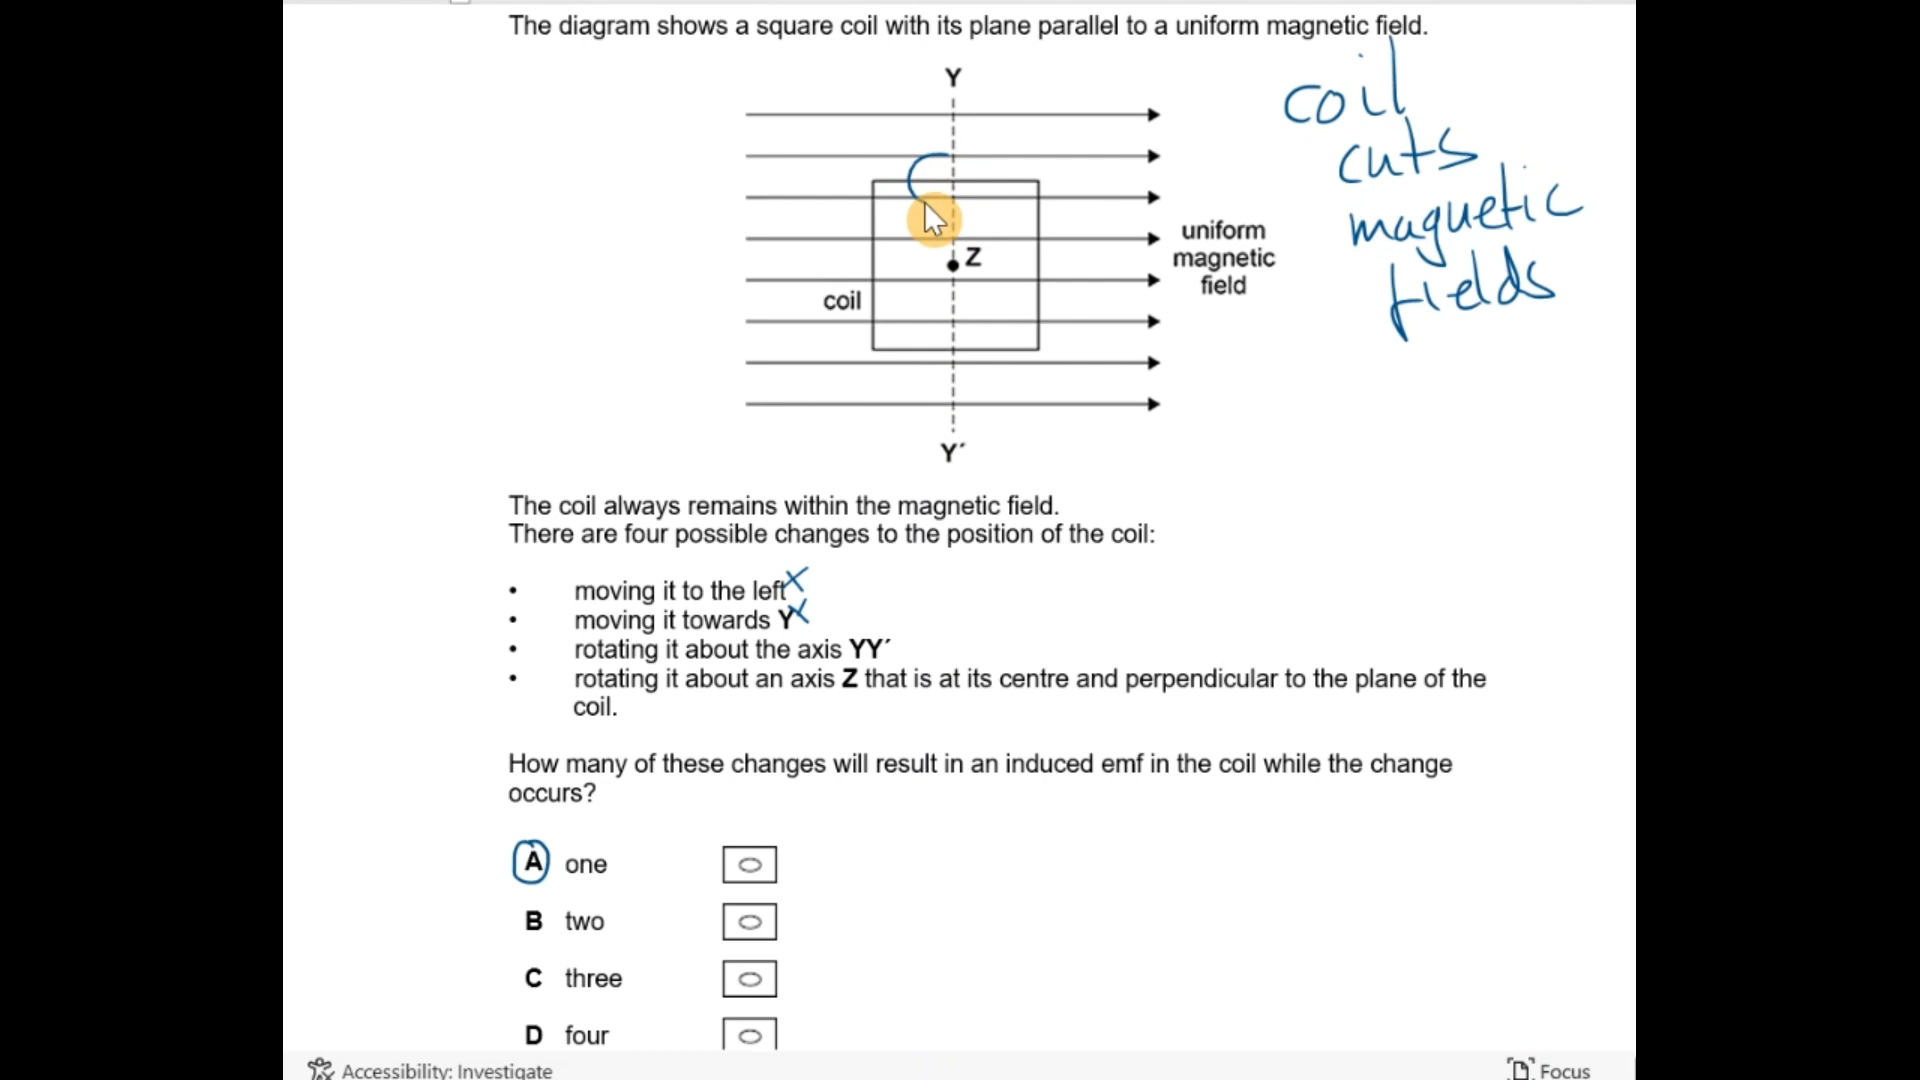 The diagram shows a square coil with its plane parallel to a uniform magnetic field.
Y
coil
cuts
magnetic
fields
uniform
magnetic
field
Z
coil
Y´
The coil always remains within the magnetic field.
There are four possible changes to the position of the coil:
• moving it to the left X
• moving it towards Y X
• rotating it about the axis YY´
• rotating it about an axis Z that is at its centre and perpendicular to the plane of the
coil.
How many of these changes will result in an induced emf in the coil while the change
occurs?
A one
B two
C three
D four
Accessibility: Investigate
Focus